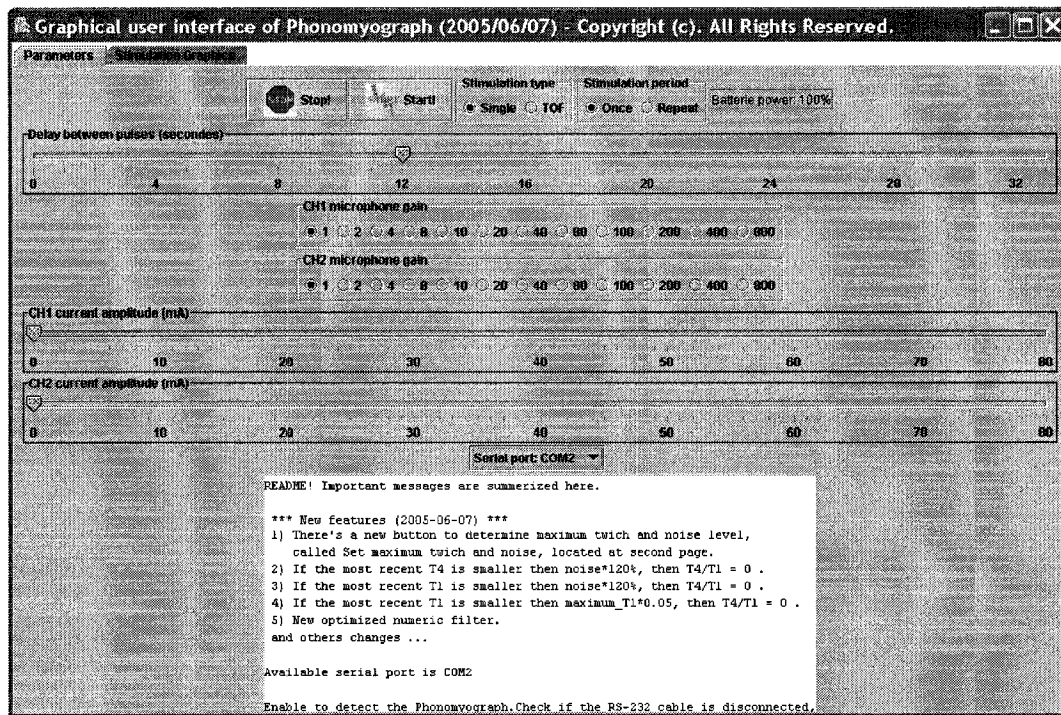 Graphical user interface of Phonomyograph (2005/06/07) - Copyright (c). All Rights Reserved.
Parameters Stimulation Graphics
STOP Stop! Start! Stimulation type Single TOF Stimulation period Once Repeat Batterie power: 100%
Delay between pulses (secondes)
0 4 8 12 16 20 24 28 32
CH1 microphone gain
1 2 4 8 10 20 40 80 100 200 400 800
CH2 microphone gain
1 2 4 8 10 20 40 80 100 200 400 800
CH1 current amplitude (mA)
0 10 20 30 40 50 60 70 80
CH2 current amplitude (mA)
0 10 20 30 40 50 60 70 80
Serial port: COM2
README! Important messages are summerized here.
*** New features (2005-06-07) ***
1) There's a new button to determine maximum twich and noise level,
called Set maximum twich and noise, located at second page.
2) If the most recent T4 is smaller then noise*120%, then T4/T1 = 0 .
3) If the most recent T1 is smaller then noise*120%, then T4/T1 = 0 .
4) If the most recent T1 is smaller then maximum_T1*0.05, then T4/T1 = 0 .
5) New optimized numeric filter.
and others changes ...
Available serial port is COM2
Enable to detect the Phonomyograph.Check if the RS-232 cable is disconnected,